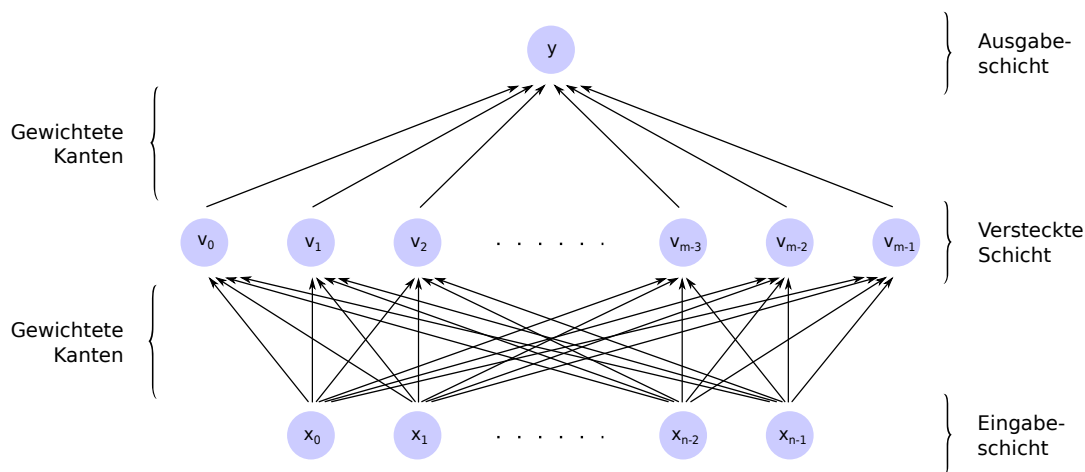 y
Ausgabe-
schicht
Gewichtete
Kanten
v0 v1 v2 . . . . . . vm-3 vm-2 vm-1
Versteckte
Schicht
Gewichtete
Kanten
x0 x1 . . . . . . xn-2 xn-1
Eingabe-
schicht